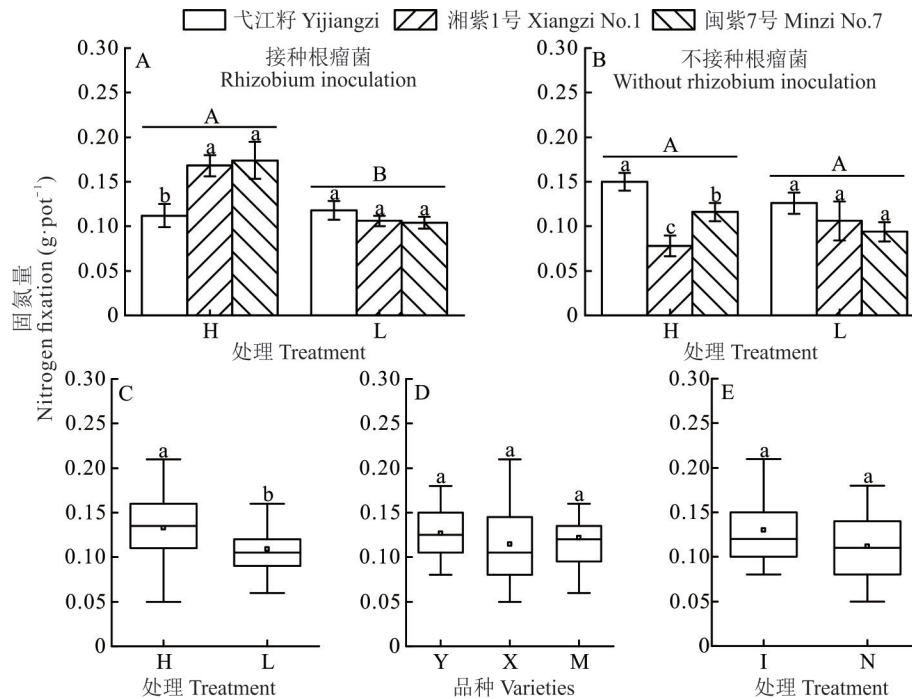 弋江籽 Yijiangzi 湘紫1号 Xiangzi No.1 闽紫7号 Minzi No.7
固氮量
Nitrogen fixation (g·pot⁻¹)
A
接种根瘤菌
Rhizobium inoculation
0.30
0.25
0.20
0.15
0.10
0.05
0
A
b a a
B
a a a
H L
处理 Treatment
B
不接种根瘤菌
Without rhizobium inoculation
0.30
0.25
0.20
0.15
0.10
0.05
0
A
a c b
A
a a a
H L
处理 Treatment
C
0.30
0.25
0.20
0.15
0.10
0.05
0
a b
H L
处理 Treatment
D
0.30
0.25
0.20
0.15
0.10
0.05
0
a a a
Y X M
品种 Varieties
E
0.30
0.25
0.20
0.15
0.10
0.05
0
a a
I N
处理 Treatment